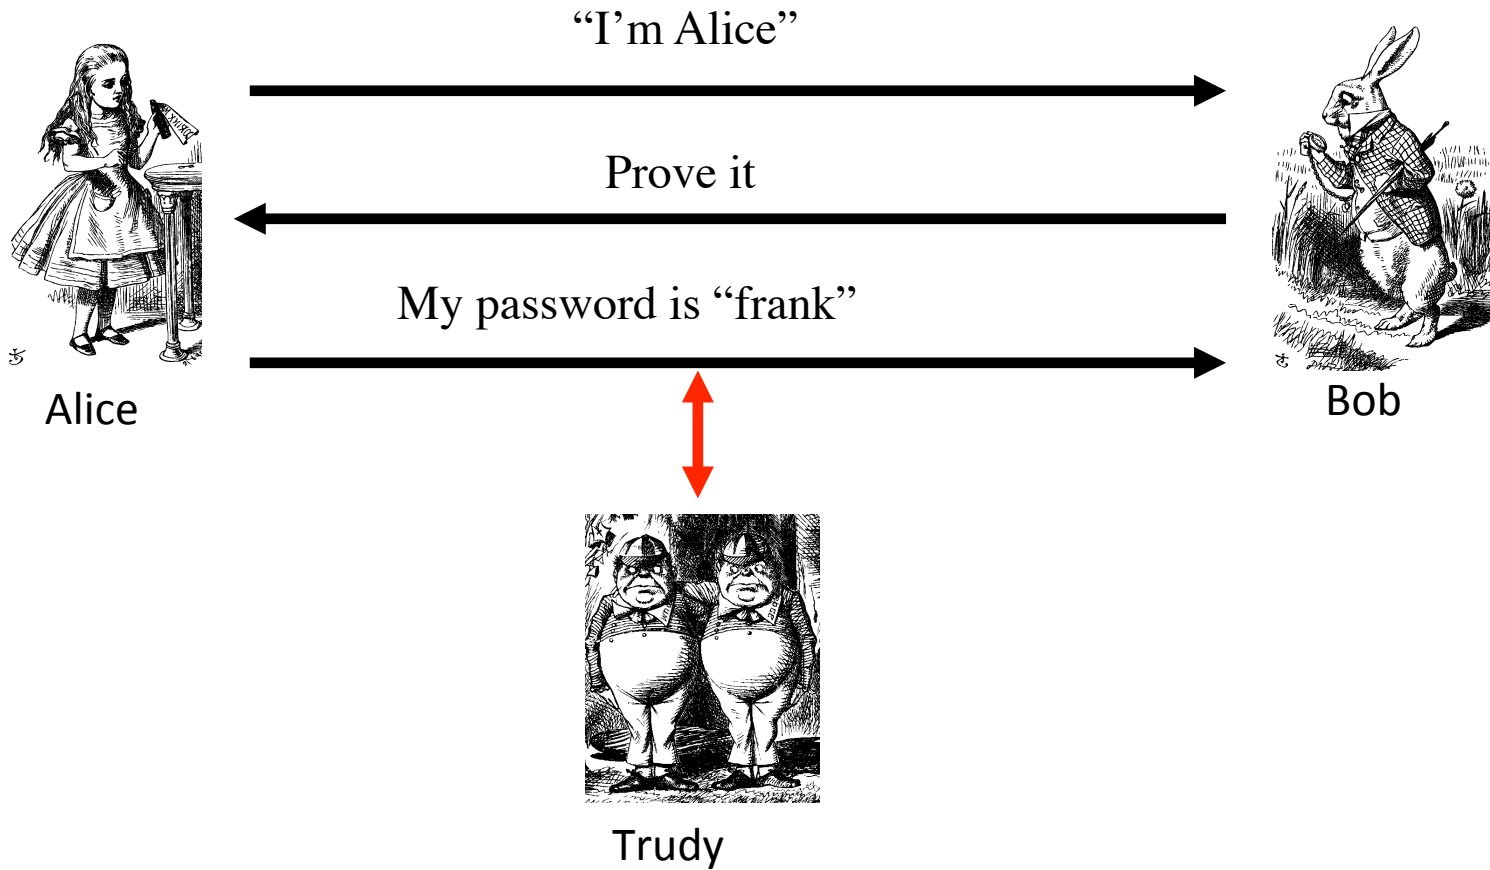 “I’m Alice”
Prove it
My password is “frank”
Alice
Bob
Trudy